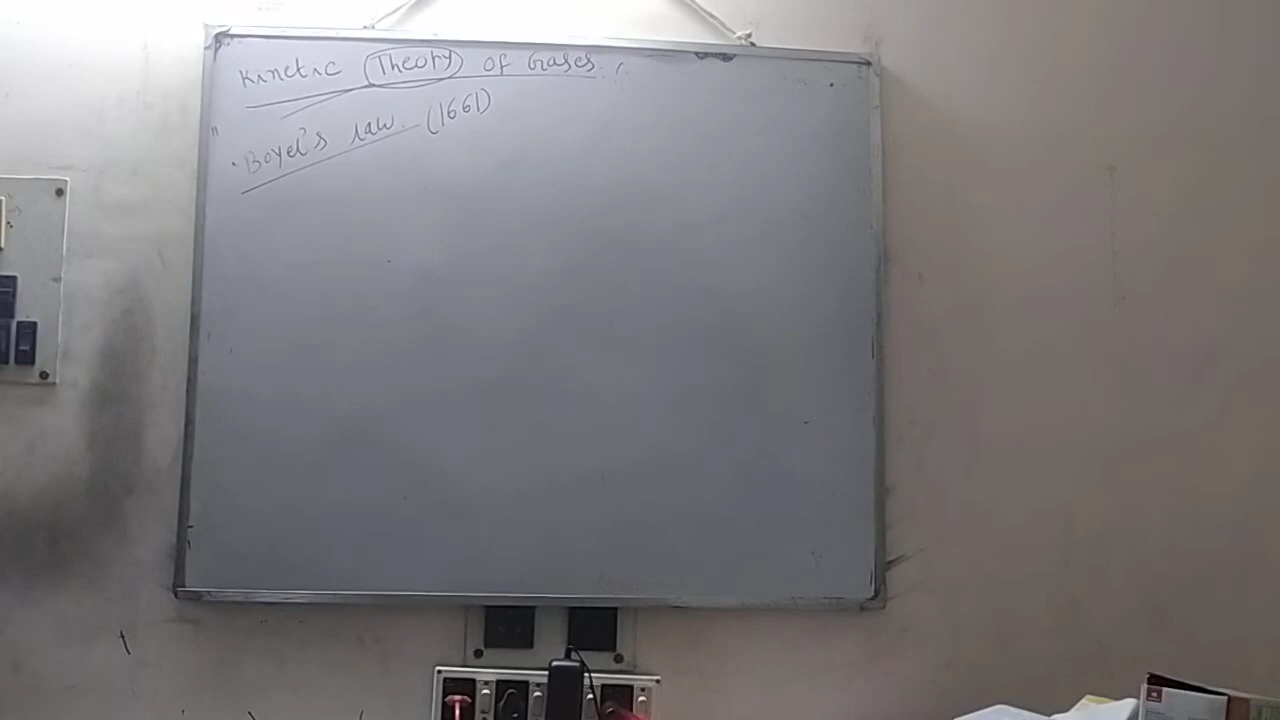 Kinetic Theory of Gases :
Boyel's law. (1661)